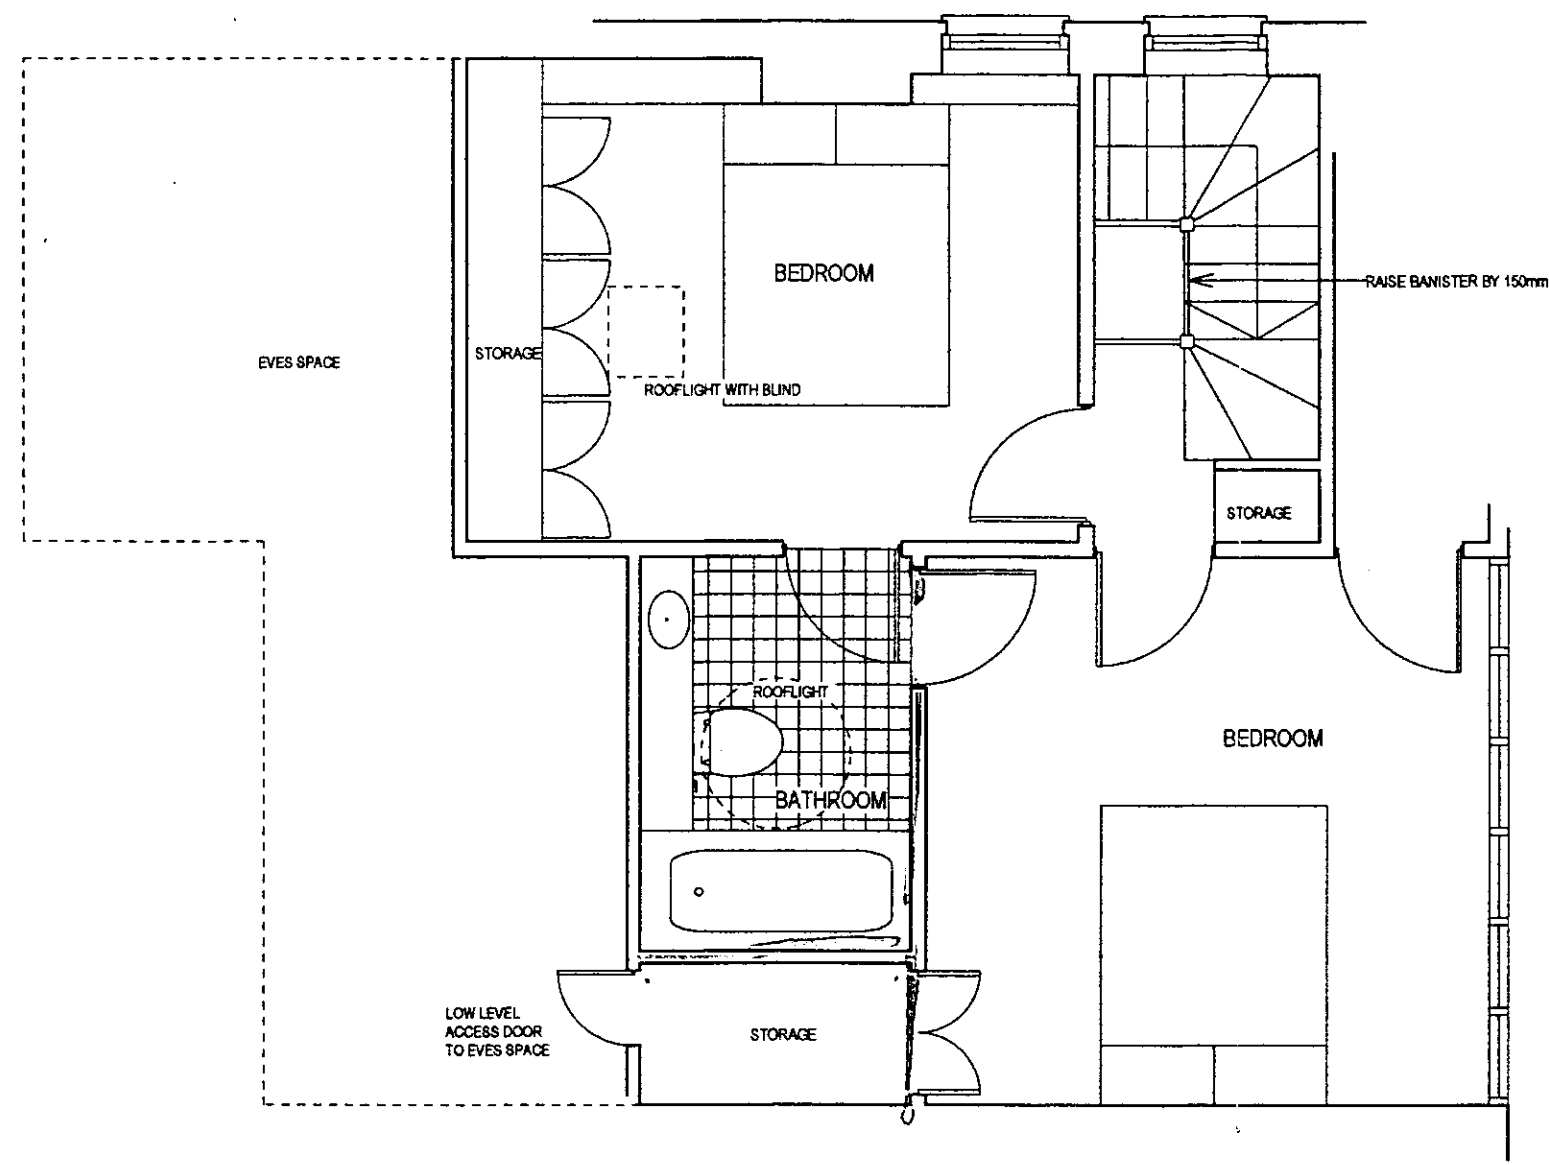 BEDROOM
RAISE BANISTER BY 150mm
STORAGE
EVES SPACE
ROOFLIGHT WITH BLIND
STORAGE
ROOFLIGHT
BEDROOM
BATHROOM
LOW LEVEL
ACCESS DOOR
TO EVES SPACE
STORAGE